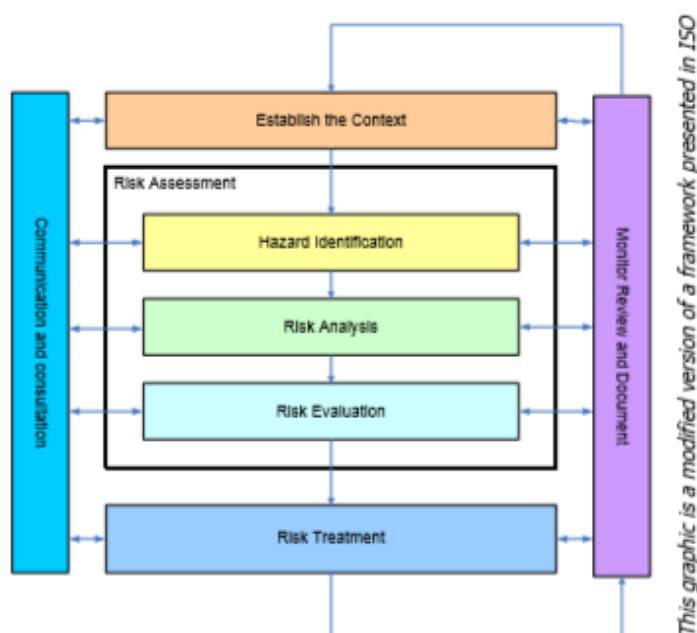 Establish the Context
Risk Assessment
Hazard Identification
Risk Analysis
Risk Evaluation
Risk Treatment
Communication and consultation
Monitor Review and Document
This graphic is a modified version of a framework presented in ISO